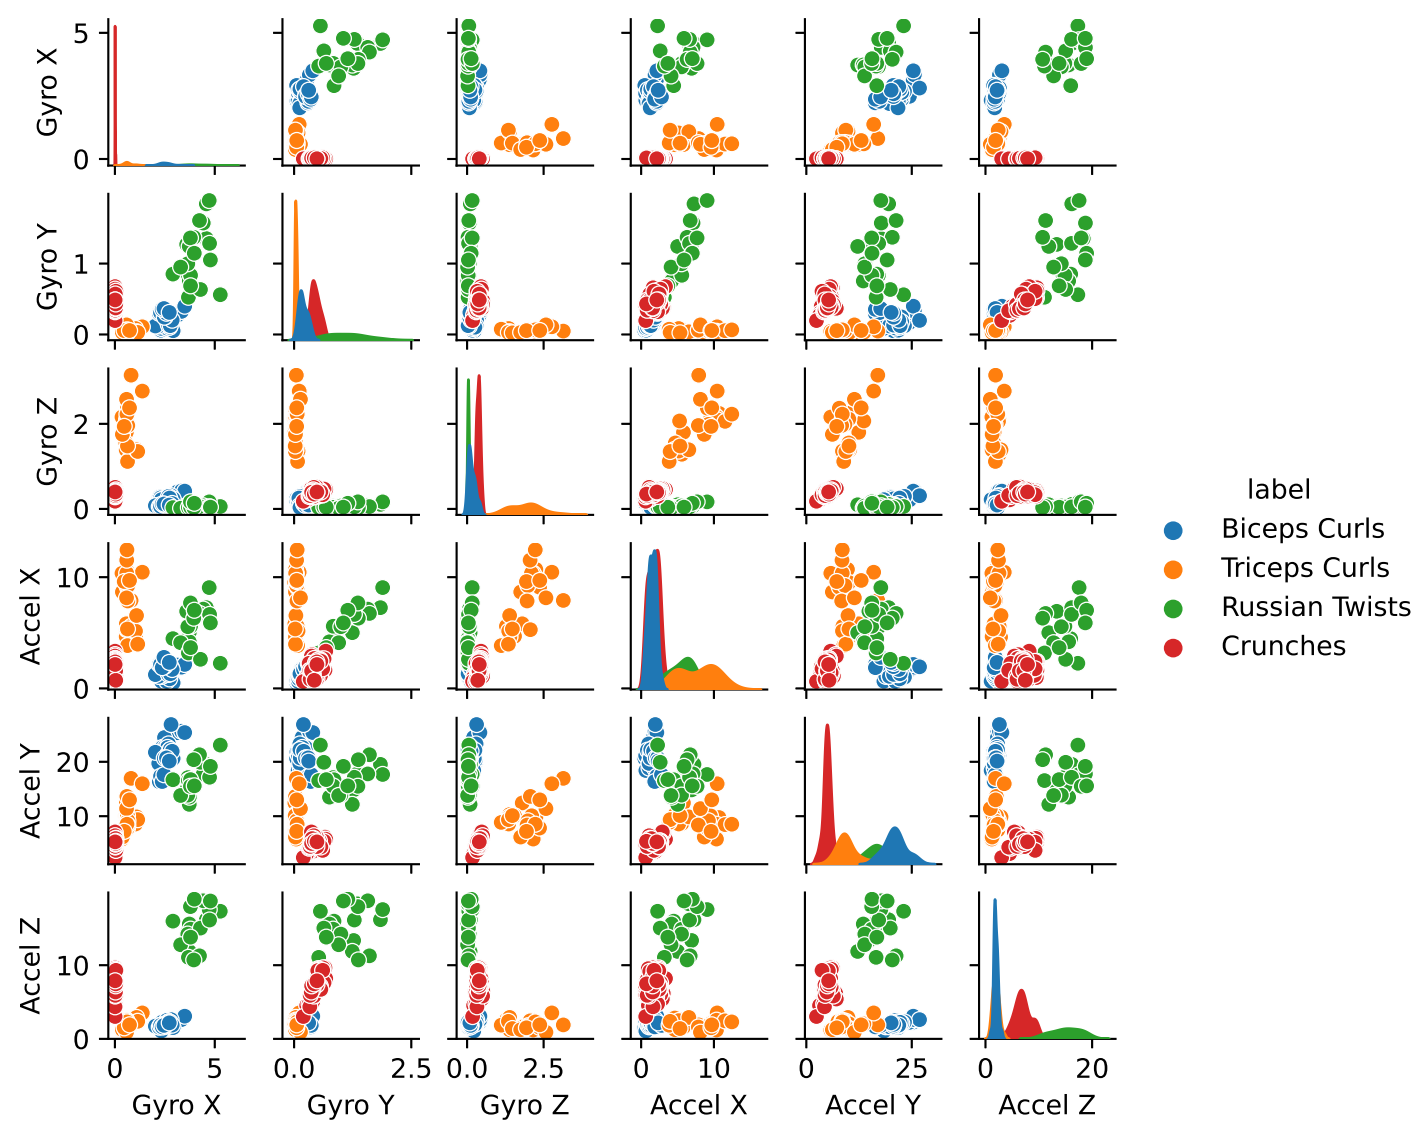 Gyro X
5
0
Gyro Y
1
0
Gyro Z
2
0
Accel X
10
0
Accel Y
20
10
Accel Z
10
0
0 5 0.0 2.5 0.0 2.5 0 10 0 25 0 20
Gyro X Gyro Y Gyro Z Accel X Accel Y Accel Z
label
Biceps Curls
Triceps Curls
Russian Twists
Crunches